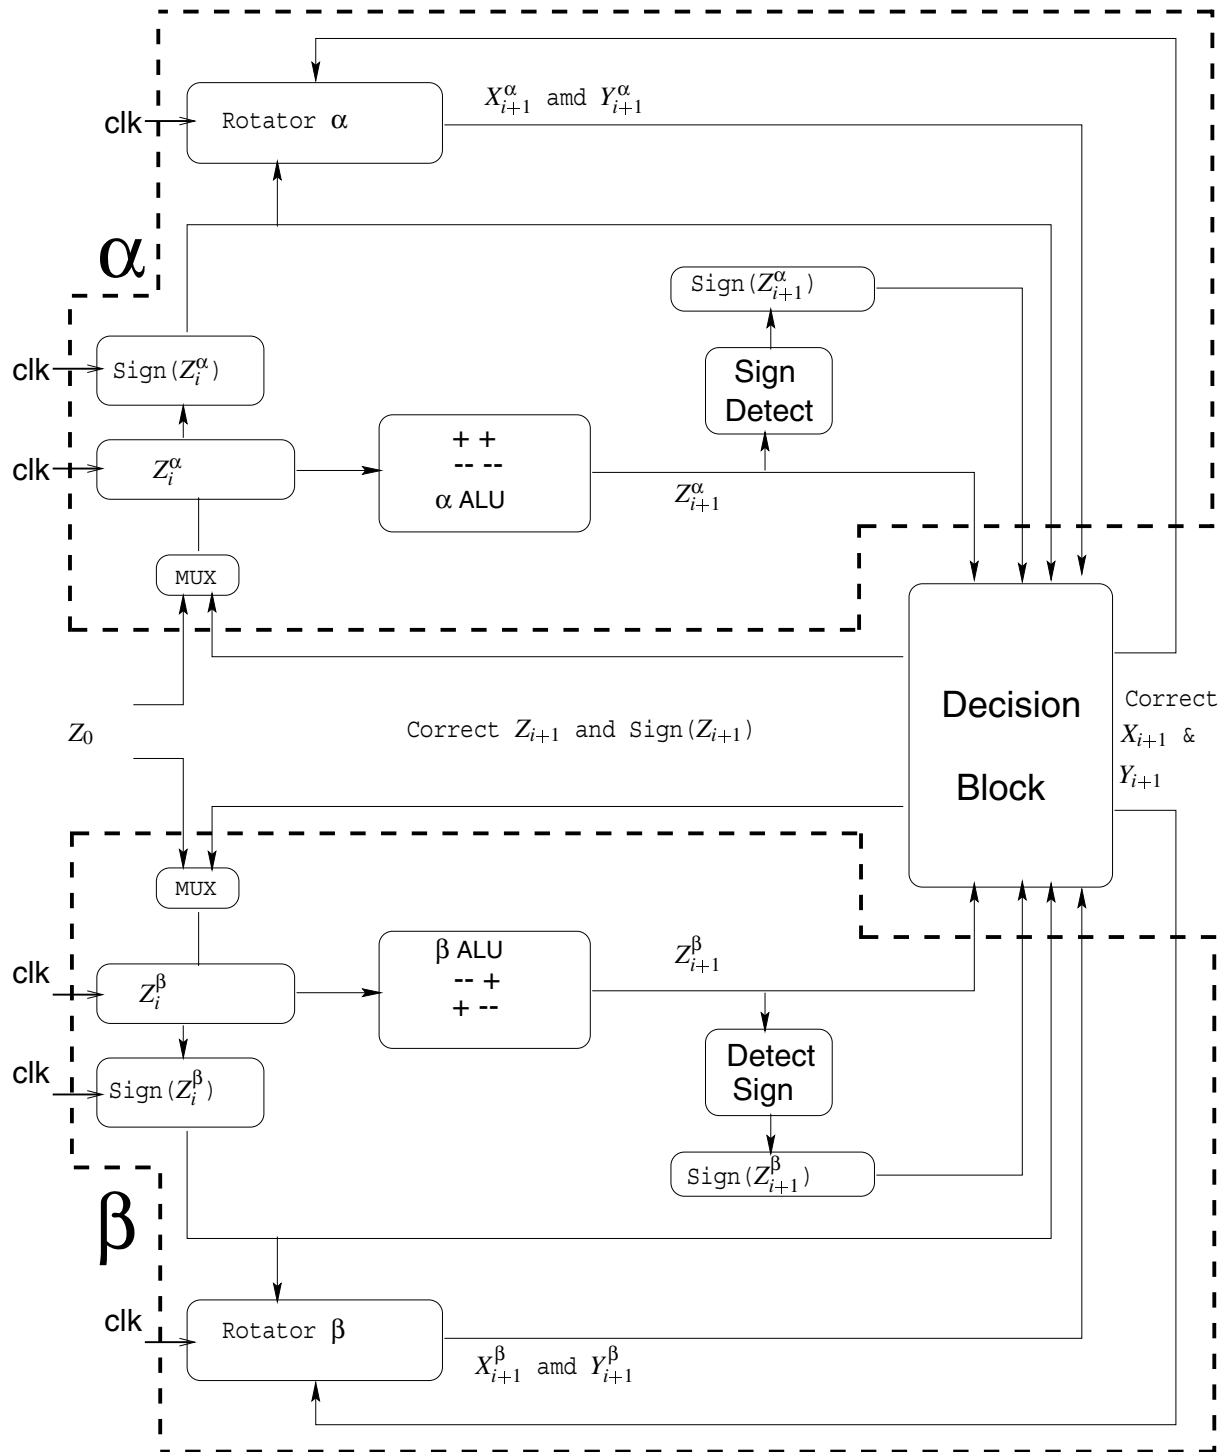 X^α_{i+1} amd Y^α_{i+1}
clk
Rotator α
α
Sign(Z^α_{i+1})
clk
Sign(Z^α_i)
Sign
Detect
clk
Z^α_i
+ +
-- --
α ALU
Z^α_{i+1}
MUX
Z_0
Correct Z_{i+1} and Sign(Z_{i+1})
Decision
Block
Correct
X_{i+1} &
Y_{i+1}
MUX
clk
Z^β_i
β ALU
-- +
+ --
Z^β_{i+1}
clk
Sign(Z^β_i)
Detect
Sign
Sign(Z^β_{i+1})
β
clk
Rotator β
X^β_{i+1} amd Y^β_{i+1}